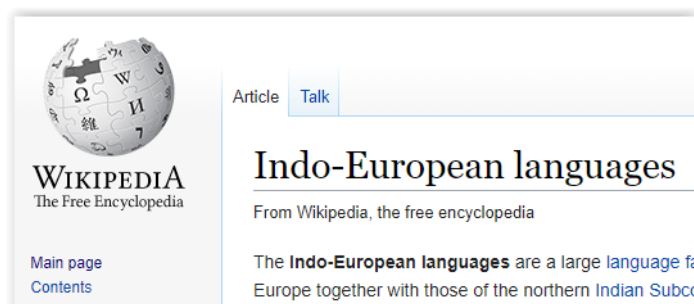 Article
Talk
WIKIPEDIA
The Free Encyclopedia
Indo-European languages
From Wikipedia, the free encyclopedia
Main page
Contents
The Indo-European languages are a large language
Europe together with those of the northern Indian